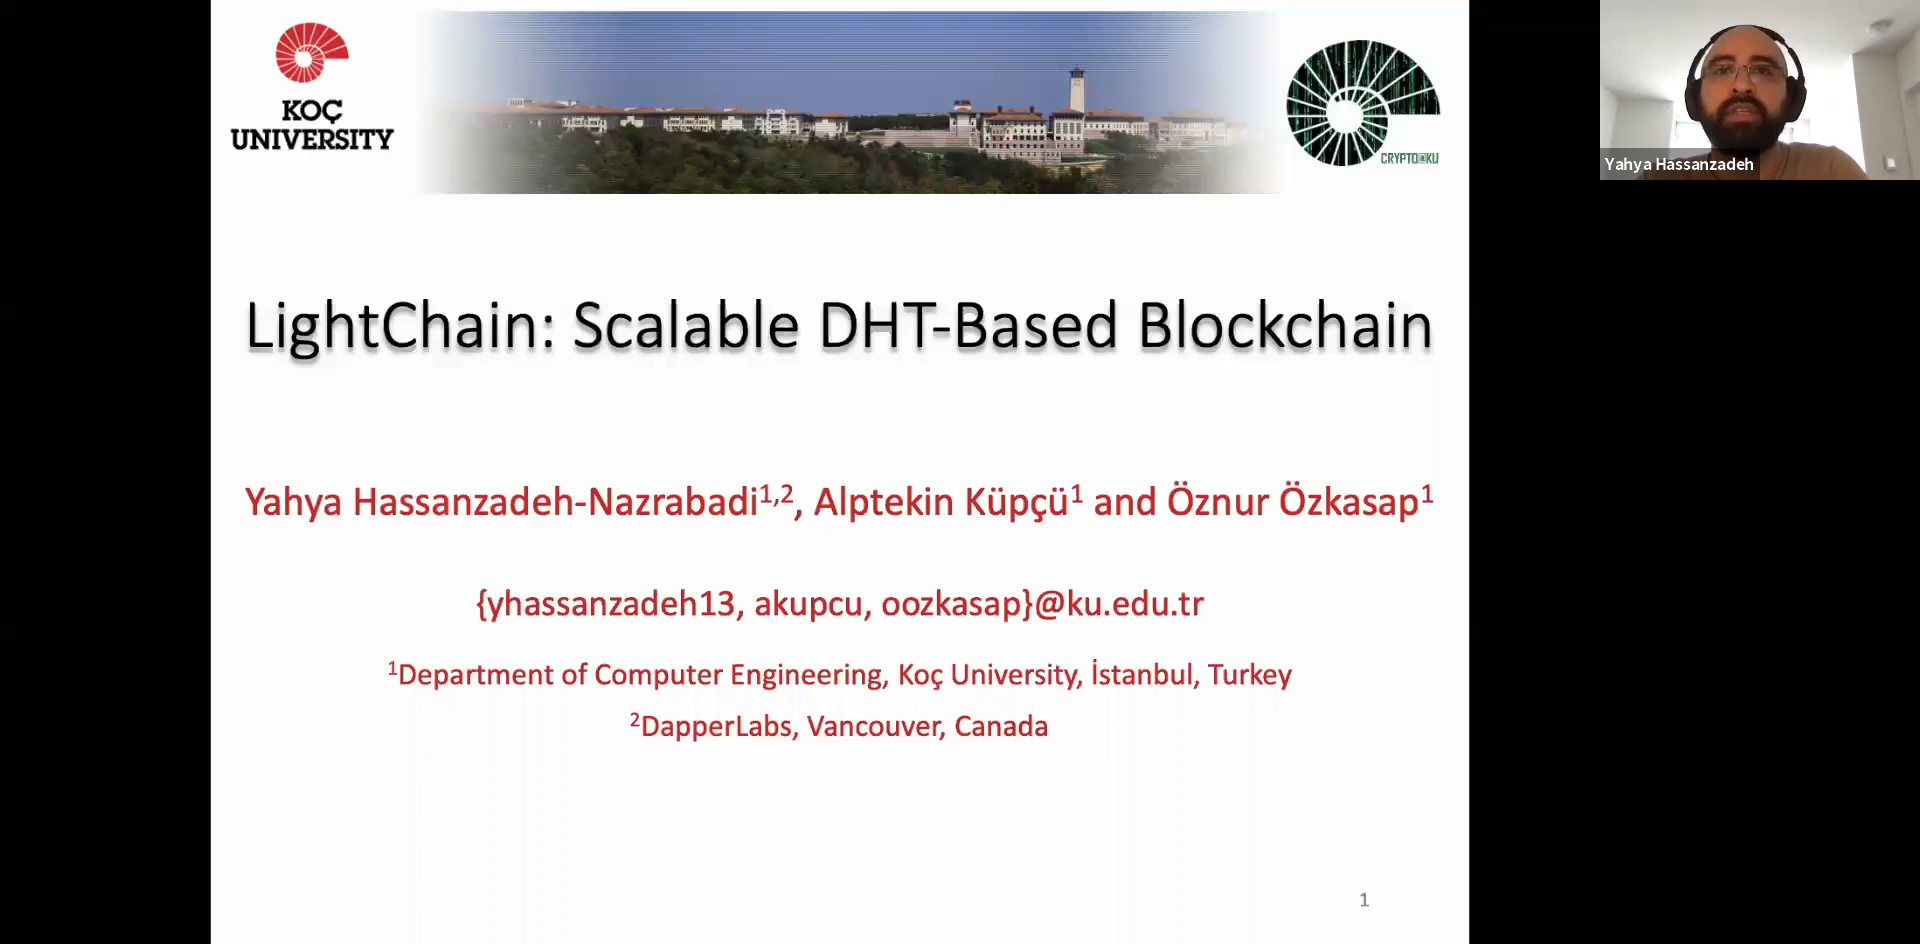 KOÇ
UNIVERSITY
CRYPTO@KU
Yahya Hassanzadeh
LightChain: Scalable DHT-Based Blockchain
Yahya Hassanzadeh-Nazrabadi1,2, Alptekin Küpçü1 and Öznur Özkasap1
{yhassanzadeh13, akupcu, oozkasap}@ku.edu.tr
1Department of Computer Engineering, Koç University, İstanbul, Turkey
2DapperLabs, Vancouver, Canada
1